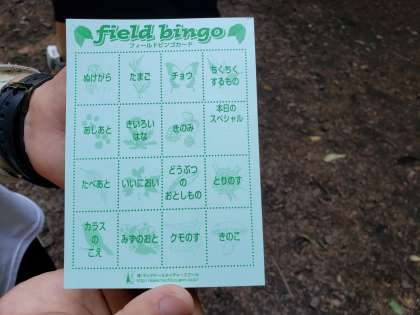 field bingo
フィールドビンゴカード
ぬけがら
たまご
チョウ
ちくちく
するもの
あしあと
きいろい
はな
きのみ
本日の
スペシャル
たべあと
いいにおい
どうぶつ
の
おとしもの
とりのす
カラス
の
こえ
みずのおと
クモのす
きのこ